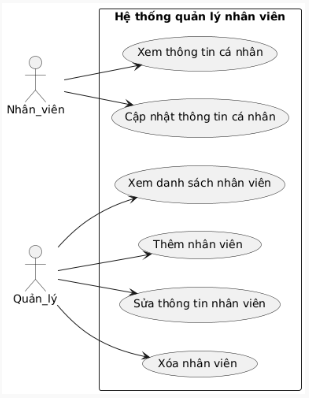 Hệ thống quản lý nhân viên
Xem thông tin cá nhân
Nhân_viên
Cập nhật thông tin cá nhân
Xem danh sách nhân viên
Thêm nhân viên
Quản_lý
Sửa thông tin nhân viên
Xóa nhân viên